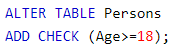 ALTER TABLE Persons
ADD CHECK (Age>=18);